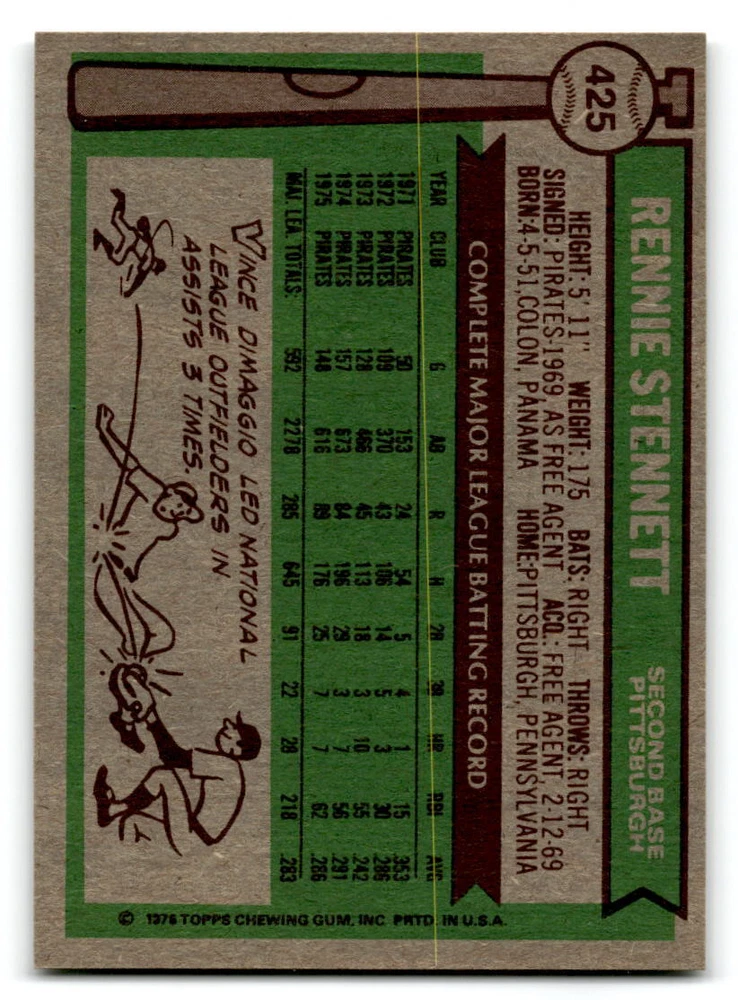 425
RENNIE STENNETT
SECOND BASE
PITTSBURGH
HEIGHT: 5' 11" WEIGHT: 175 BATS: RIGHT THROWS: RIGHT
SIGNED: PIRATES-1969 AS FREE AGENT ACQ.: FREE AGENT, 2-12-69
BORN: 4-5-51, COLON, PANAMA HOME: PITTSBURGH, PENNSYLVANIA
COMPLETE MAJOR LEAGUE BATTING RECORD
YEAR CLUB G AB R H 2B 3B HR RBI AVG
1971 PIRATES 50 153 24 54 5 4 1 15 .353
1972 PIRATES 109 370 43 106 14 5 3 30 .286
1973 PIRATES 128 466 45 113 18 3 10 55 .242
1974 PIRATES 157 673 84 196 29 3 7 56 .291
1975 PIRATES 148 616 89 176 25 7 7 62 .286
MAJ. LEA. TOTALS: 592 2278 285 645 91 22 28 218 .283
VINCE DIMAGGIO LED NATIONAL
LEAGUE OUTFIELDERS IN
ASSISTS 3 TIMES.
© 1976 TOPPS CHEWING GUM, INC. PRTD. IN U.S.A.